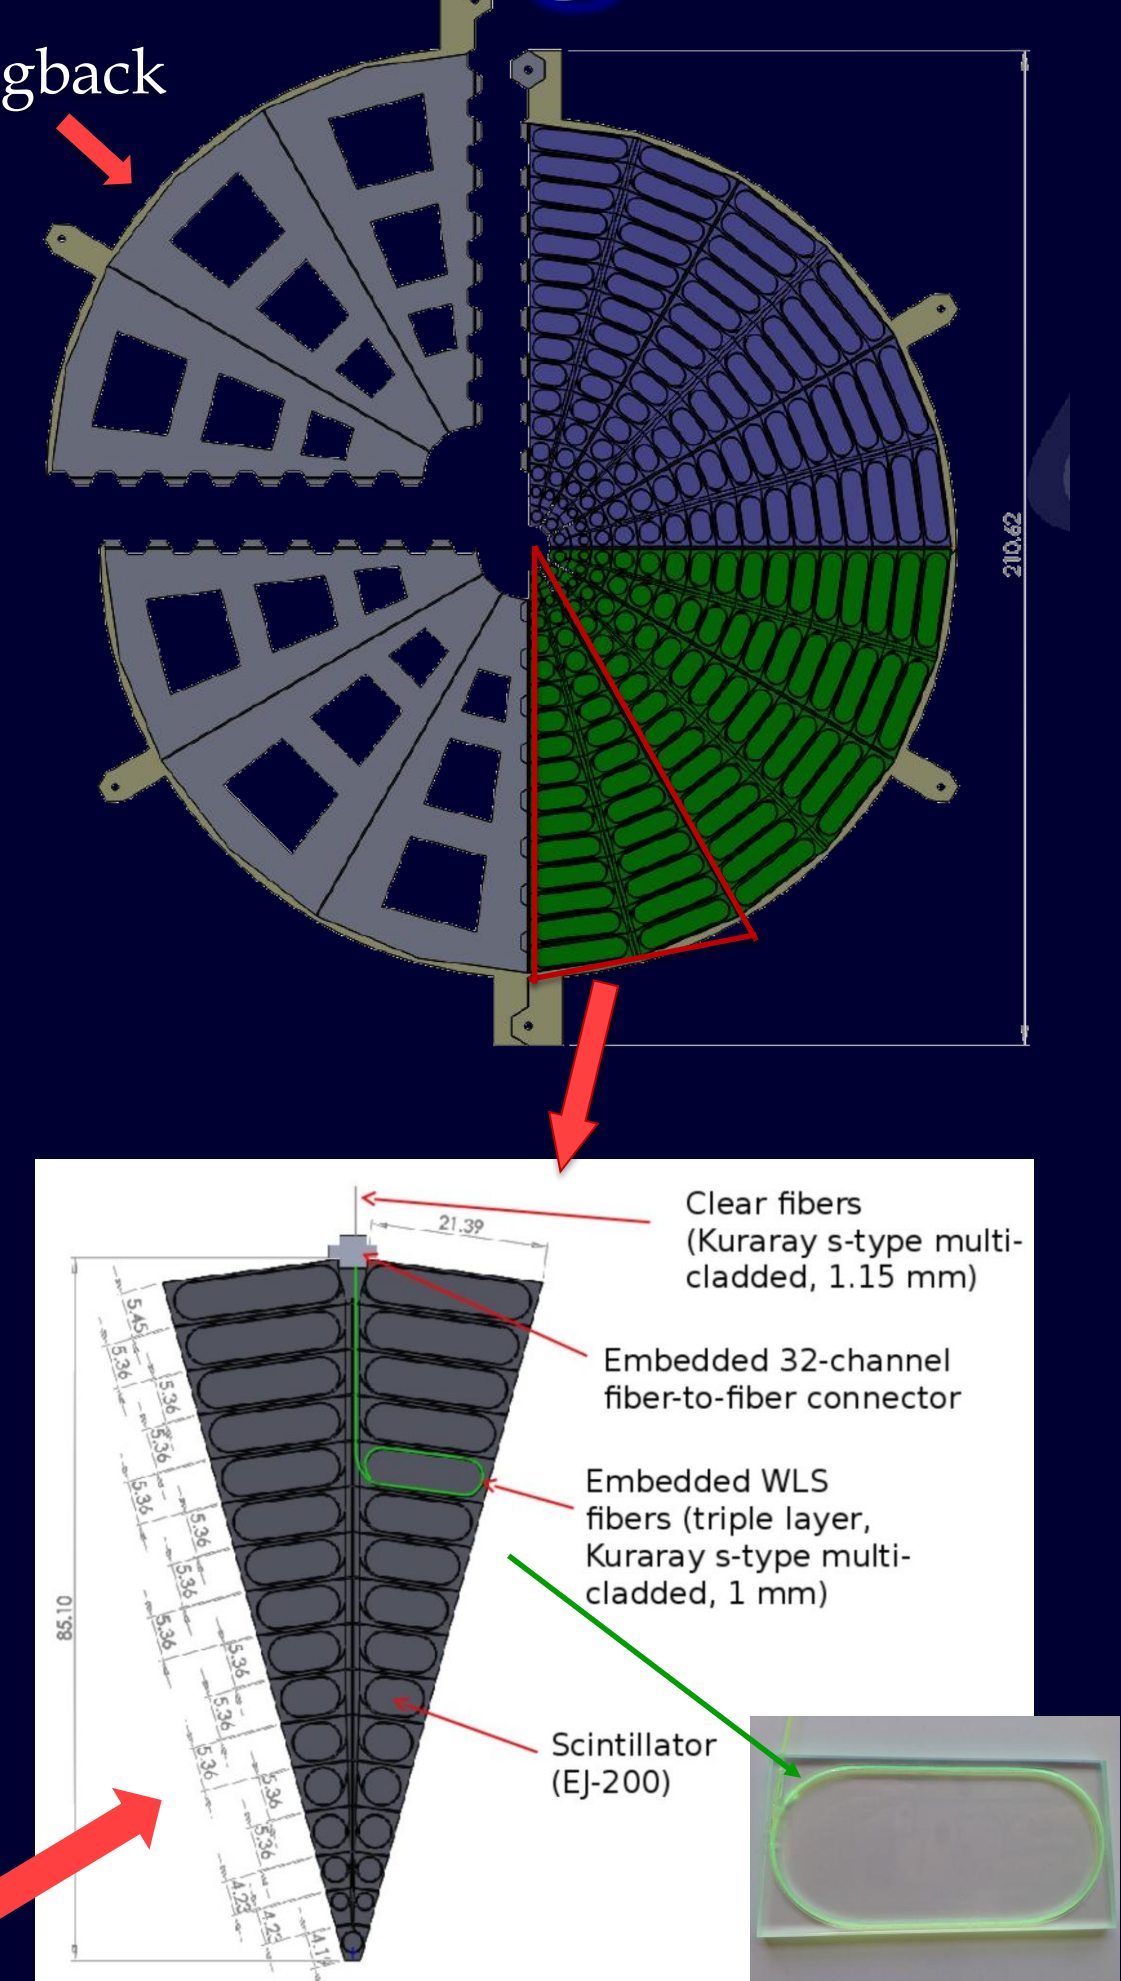 gback
210.62
Clear fibers
(Kuraray s-type multi-
cladded, 1.15 mm)
21.39
Embedded 32-channel
fiber-to-fiber connector
Embedded WLS
fibers (triple layer,
Kuraray s-type multi-
cladded, 1 mm)
Scintillator
(EJ-200)
85.10
5.45
5.36
5.36
5.36
5.36
5.36
5.36
5.36
5.36
5.36
5.36
5.36
5.36
4.23
4.23